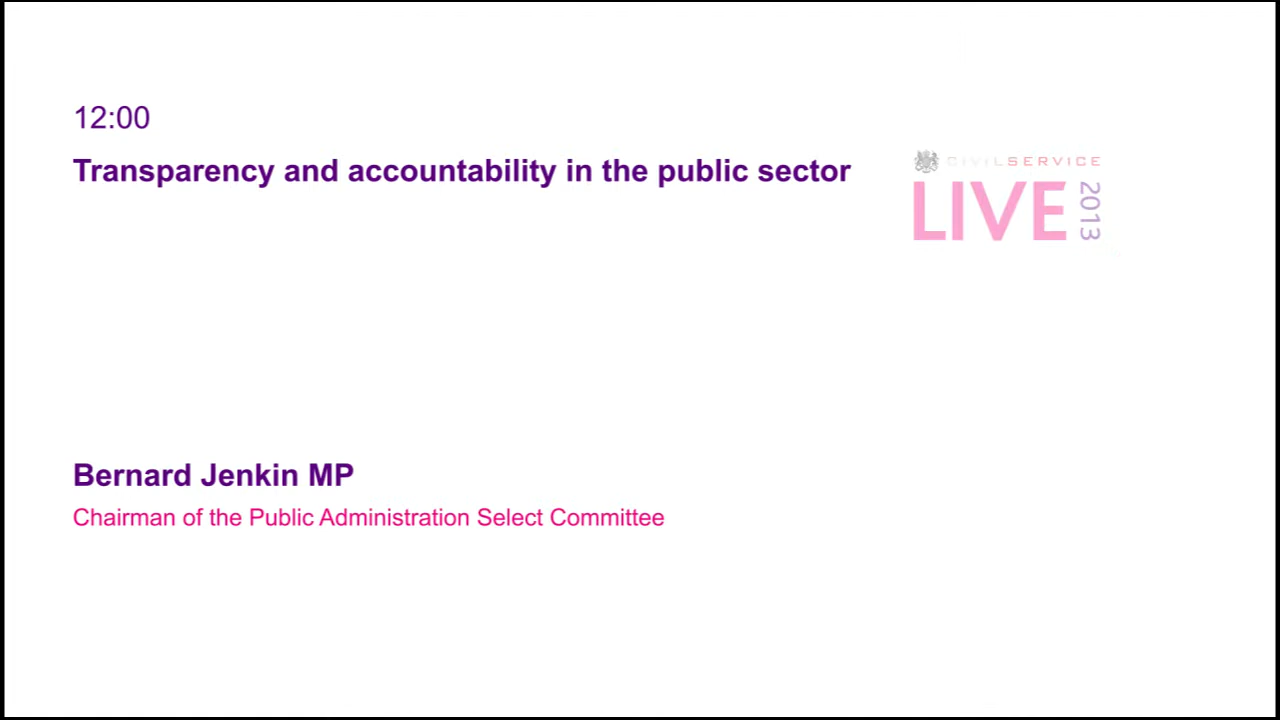 12:00
Transparency and accountability in the public sector
CIVILSERVICE
LIVE
2013
Bernard Jenkin MP
Chairman of the Public Administration Select Committee